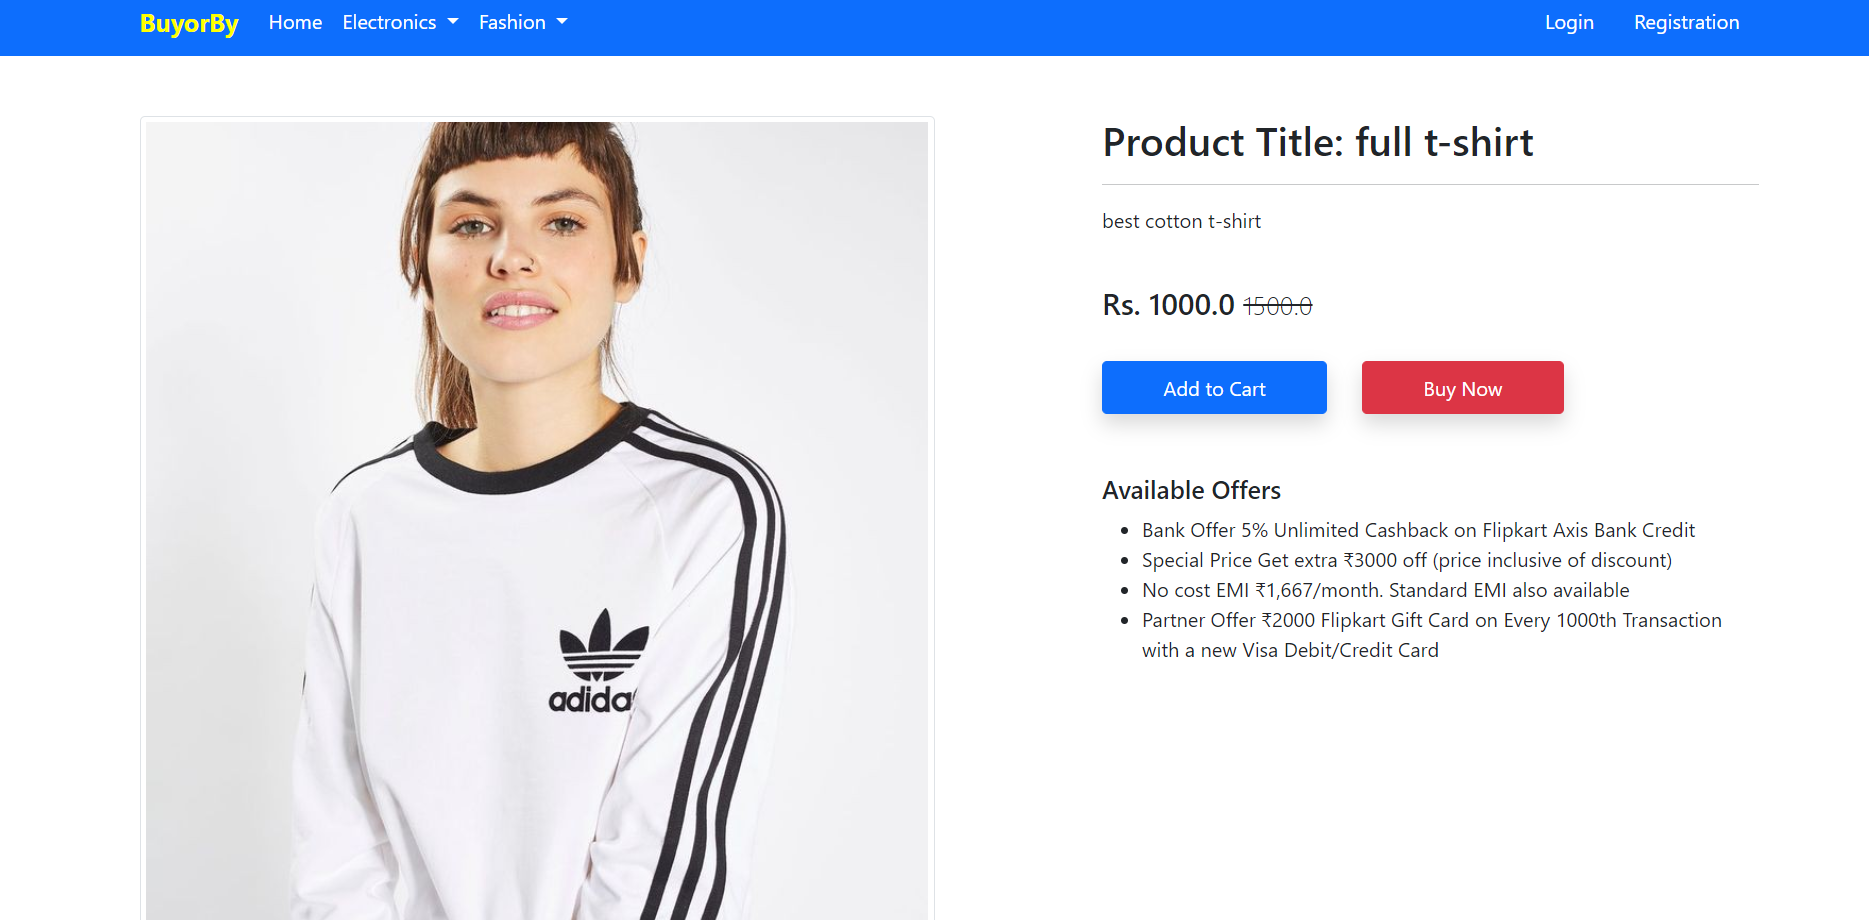 BuyorBy Home Electronics Fashion Login Registration
Product Title: full t-shirt
best cotton t-shirt
Rs. 1000.0 1500.0
Add to Cart Buy Now
Available Offers
Bank Offer 5% Unlimited Cashback on Flipkart Axis Bank Credit
Special Price Get extra ₹3000 off (price inclusive of discount)
No cost EMI ₹1,667/month. Standard EMI also available
Partner Offer ₹2000 Flipkart Gift Card on Every 1000th Transaction
with a new Visa Debit/Credit Card
adida